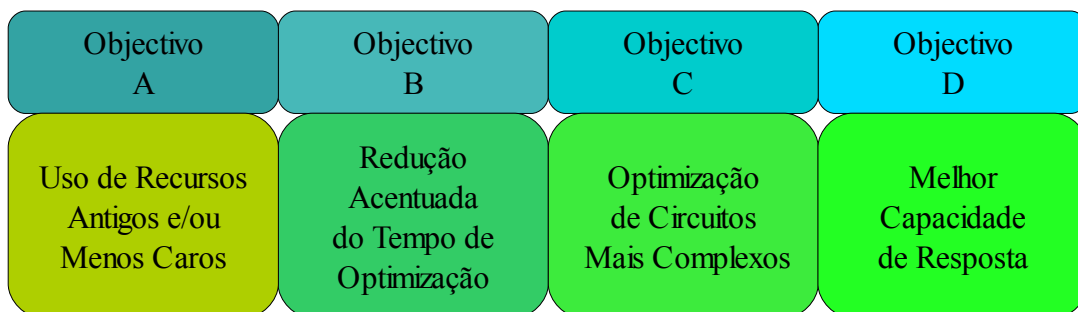 Objectivo
A
Objectivo
B
Objectivo
C
Objectivo
D
Uso de Recursos
Antigos e/ou
Menos Caros
Redução
Acentuada
do Tempo de
Optimização
Optimização
de Circuitos
Mais Complexos
Melhor
Capacidade
de Resposta